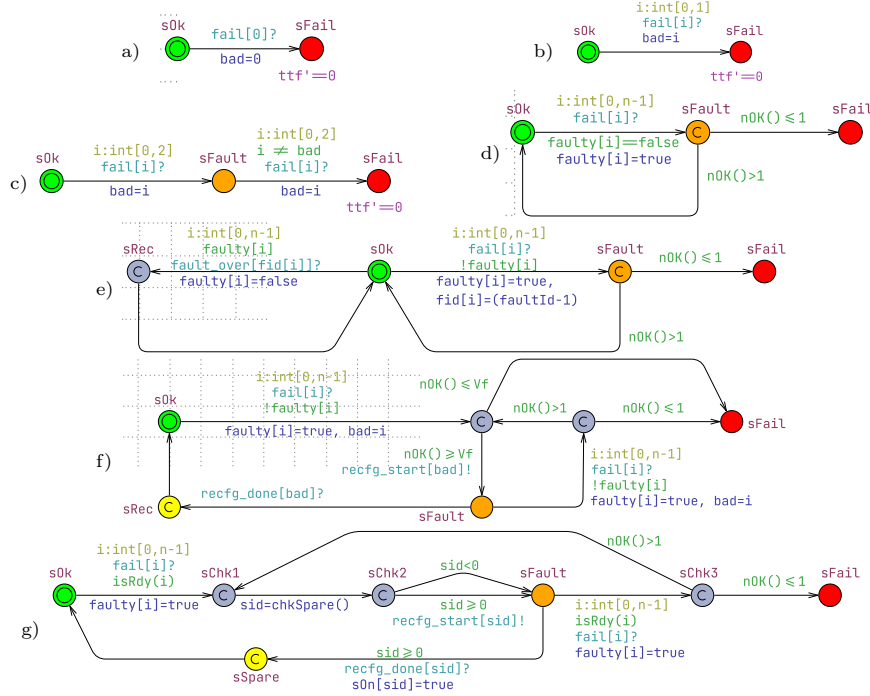 a)
sOk
fail[0]?
bad=0
sFail
ttf'==0
b)
sOk
i:int[0,1]
fail[i]?
bad=i
sFail
ttf'==0
c)
sOk
i:int[0,2]
fail[i]?
bad=i
sFault
i:int[0,2]
i ≠ bad
fail[i]?
bad=i
sFail
ttf'==0
d)
sOk
i:int[0,n-1]
fail[i]?
faulty[i]==false
faulty[i]=true
sFault
C
nOK()⩽1
nOK()>1
sFail
e)
sRec
C
i:int[0,n-1]
faulty[i]
fault_over[fid[i]]?
faulty[i]=false
sOk
i:int[0,n-1]
fail[i]?
!faulty[i]
faulty[i]=true,
fid[i]=(faultId-1)
sFault
C
nOK()⩽1
nOK()>1
sFail
f)
sOk
i:int[0,n-1]
fail[i]?
!faulty[i]
faulty[i]=true, bad=i
nOK()⩽Vf
C
nOK()>1
C
nOK()⩽1
sFail
nOK()⩾Vf
recfg_start[bad]!
i:int[0,n-1]
fail[i]?
!faulty[i]
faulty[i]=true, bad=i
sRec
C
recfg_done[bad]?
sFault
g)
sOk
i:int[0,n-1]
fail[i]?
isRdy(i)
faulty[i]=true
sChk1
C
sid=chkSpare()
sChk2
C
sid<0
sid⩾0
recfg_start[sid]!
sFault
i:int[0,n-1]
isRdy(i)
fail[i]?
faulty[i]=true
nOK()>1
sChk3
C
nOK()⩽1
sFail
C
sSpare
sid⩾0
recfg_done[sid]?
sOn[sid]=true